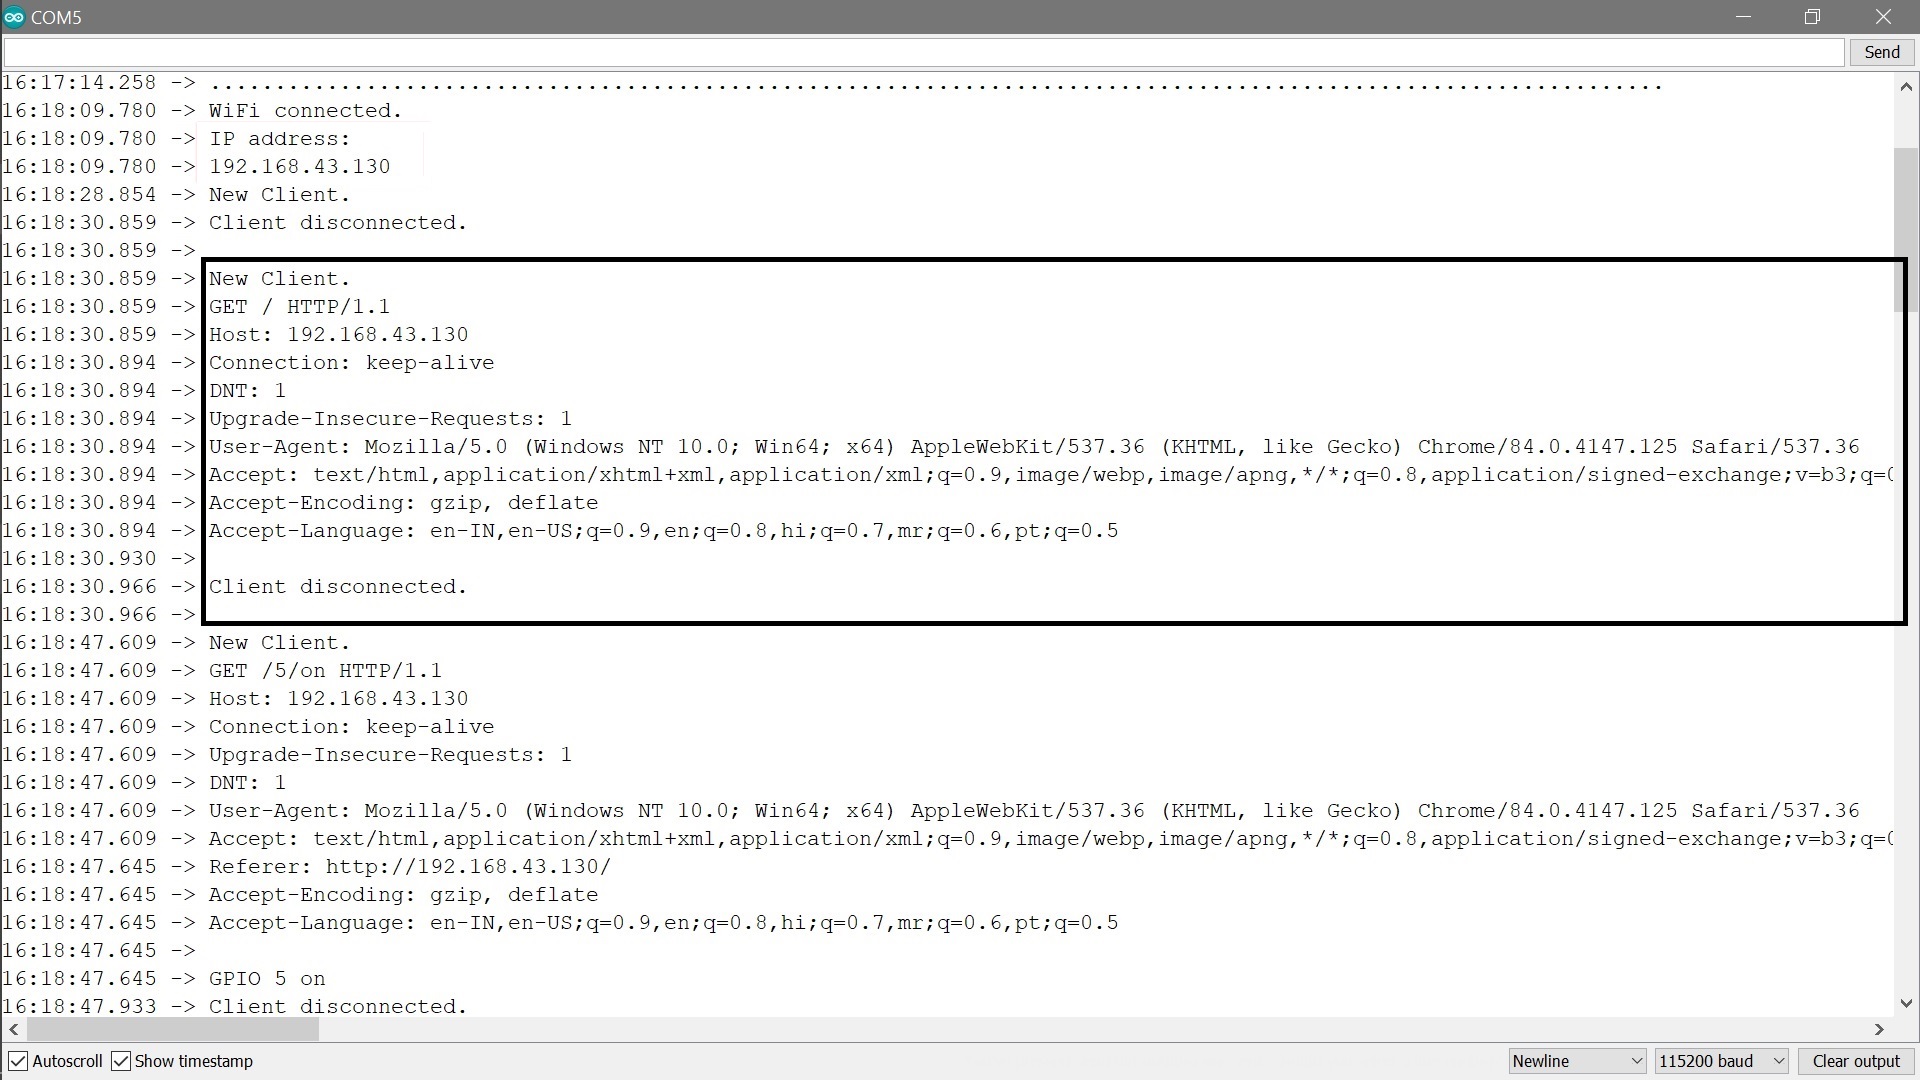 COM5
Send
16:17:14.258 -> ................................................................................................................
16:18:09.780 -> WiFi connected.
16:18:09.780 -> IP address:
16:18:09.780 -> 192.168.43.130
16:18:28.854 -> New Client.
16:18:30.859 -> Client disconnected.
16:18:30.859 ->
16:18:30.859 -> New Client.
16:18:30.859 -> GET / HTTP/1.1
16:18:30.859 -> Host: 192.168.43.130
16:18:30.894 -> Connection: keep-alive
16:18:30.894 -> DNT: 1
16:18:30.894 -> Upgrade-Insecure-Requests: 1
16:18:30.894 -> User-Agent: Mozilla/5.0 (Windows NT 10.0; Win64; x64) AppleWebKit/537.36 (KHTML, like Gecko) Chrome/84.0.4147.125 Safari/537.36
16:18:30.894 -> Accept: text/html,application/xhtml+xml,application/xml;q=0.9,image/webp,image/apng,*/*;q=0.8,application/signed-exchange;v=b3;q=0
16:18:30.894 -> Accept-Encoding: gzip, deflate
16:18:30.894 -> Accept-Language: en-IN,en-US;q=0.9,en;q=0.8,hi;q=0.7,mr;q=0.6,pt;q=0.5
16:18:30.930 ->
16:18:30.966 -> Client disconnected.
16:18:30.966 ->
16:18:47.609 -> New Client.
16:18:47.609 -> GET /5/on HTTP/1.1
16:18:47.609 -> Host: 192.168.43.130
16:18:47.609 -> Connection: keep-alive
16:18:47.609 -> Upgrade-Insecure-Requests: 1
16:18:47.609 -> DNT: 1
16:18:47.609 -> User-Agent: Mozilla/5.0 (Windows NT 10.0; Win64; x64) AppleWebKit/537.36 (KHTML, like Gecko) Chrome/84.0.4147.125 Safari/537.36
16:18:47.609 -> Accept: text/html,application/xhtml+xml,application/xml;q=0.9,image/webp,image/apng,*/*;q=0.8,application/signed-exchange;v=b3;q=0
16:18:47.645 -> Referer: http://192.168.43.130/
16:18:47.645 -> Accept-Encoding: gzip, deflate
16:18:47.645 -> Accept-Language: en-IN,en-US;q=0.9,en;q=0.8,hi;q=0.7,mr;q=0.6,pt;q=0.5
16:18:47.645 ->
16:18:47.645 -> GPIO 5 on
16:18:47.933 -> Client disconnected.
Autoscroll Show timestamp Newline 115200 baud Clear output